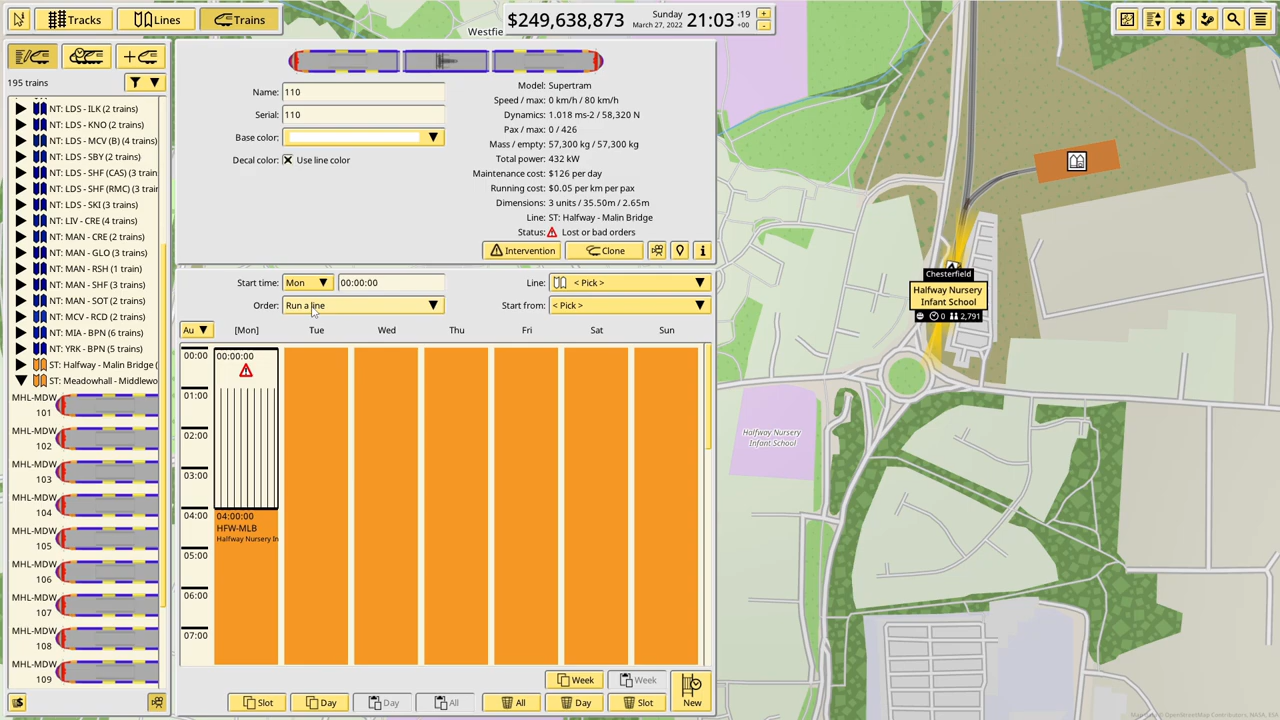 Tracks
Lines
Trains
$249,638,873
Sunday
March 27, 2022
21:03 :19
+
-
Westfie
195 trains
NT: LDS - ILK (2 trains)
NT: LDS - KNO (2 trains)
NT: LDS - MCV (B) (4 trains)
NT: LDS - SBY (2 trains)
NT: LDS - SHF (CAS) (3 train
NT: LDS - SHF (RMC) (3 train
NT: LDS - SKI (3 trains)
NT: LIV - CRE (4 trains)
NT: MAN - CRE (2 trains)
NT: MAN - GLO (3 trains)
NT: MAN - RSH (1 train)
NT: MAN - SHF (3 trains)
NT: MAN - SOT (2 trains)
NT: MCV - RCD (2 trains)
NT: MIA - BPN (6 trains)
NT: YRK - BPN (5 trains)
ST: Halfway - Malin Bridge (
ST: Meadowhall - Middlewo
MHL-MDW
101
MHL-MDW
102
MHL-MDW
103
MHL-MDW
104
MHL-MDW
105
MHL-MDW
106
MHL-MDW
107
MHL-MDW
108
MHL-MDW
109
Name: 110
Serial: 110
Base color:
Decal color: Use line color
Model: Supertram
Speed / max: 0 km/h / 80 km/h
Dynamics: 1.018 ms-2 / 58,320 N
Pax / max: 0 / 426
Mass / empty: 57,300 kg / 57,300 kg
Total power: 432 kW
Maintenance cost: $126 per day
Running cost: $0.05 per km per pax
Dimensions: 3 units / 35.50m / 2.65m
Line: ST: Halfway - Malin Bridge
Status: Lost or bad orders
Intervention
Clone
Start time: Mon 00:00:00
Line: < Pick >
Order: Run a line
Start from: < Pick >
Au
[Mon]
Tue
Wed
Thu
Fri
Sat
Sun
00:00
01:00
02:00
03:00
04:00
05:00
06:00
07:00
00:00:00
04:00:00
HFW-MLB
Halfway Nursery In
Week
Week
Slot
Day
Day
All
All
Day
Slot
New
Chesterfield
Halfway Nursery
Infant School
0 2,791
Halfway Nursery
Infant School